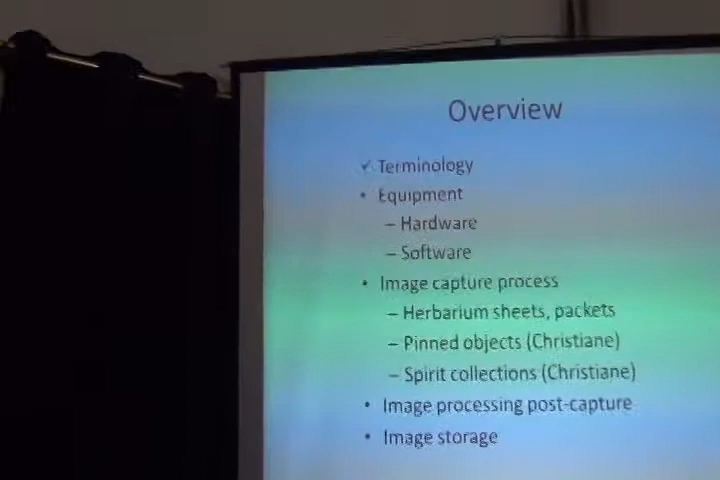 Overview
✓ Terminology
• Equipment
– Hardware
– Software
• Image capture process
– Herbarium sheets, packets
– Pinned objects (Christiane)
– Spirit collections (Christiane)
• Image processing post-capture
• Image storage